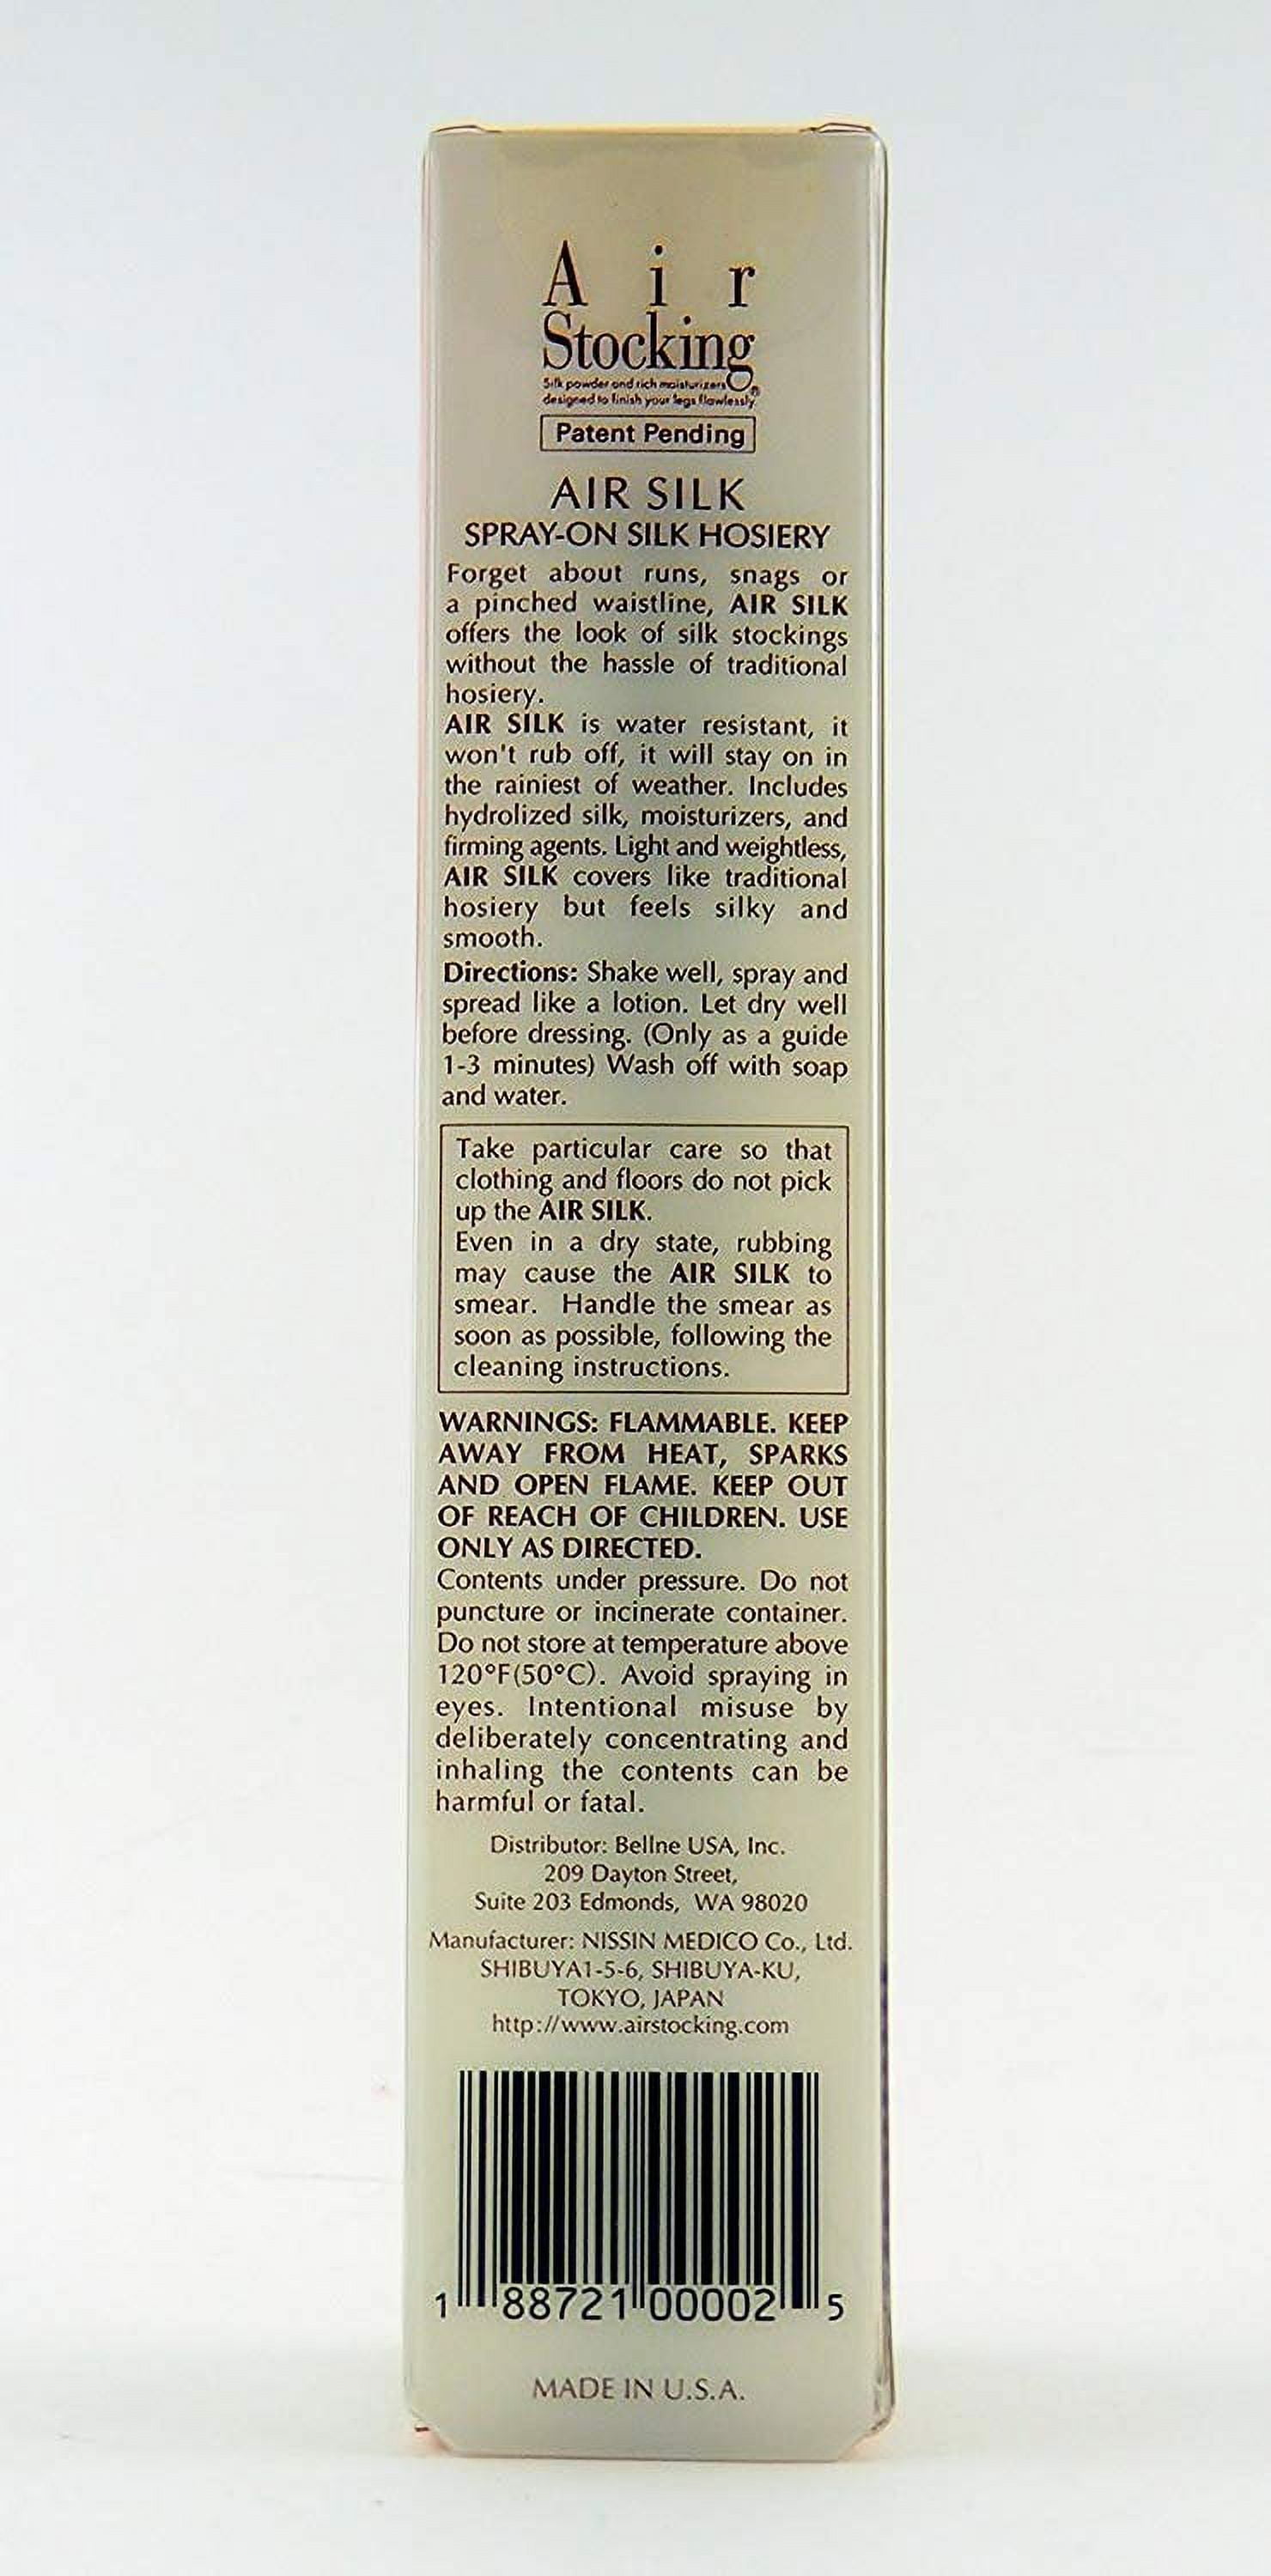 Air
Stocking®
Silk powder and rich moisturizers
designed to finish your legs flawlessly
Patent Pending
AIR SILK
SPRAY-ON SILK HOSIERY
Forget about runs, snags or
a pinched waistline, AIR SILK
offers the look of silk stockings
without the hassle of traditional
hosiery.
AIR SILK is water resistant, it
won't rub off, it will stay on in
the rainiest of weather. Includes
hydrolized silk, moisturizers, and
firming agents. Light and weightless,
AIR SILK covers like traditional
hosiery but feels silky and
smooth.
Directions: Shake well, spray and
spread like a lotion. Let dry well
before dressing. (Only as a guide
1-3 minutes) Wash off with soap
and water.
Take particular care so that
clothing and floors do not pick
up the AIR SILK.
Even in a dry state, rubbing
may cause the AIR SILK to
smear. Handle the smear as
soon as possible, following the
cleaning instructions.
WARNINGS: FLAMMABLE. KEEP
AWAY FROM HEAT, SPARKS
AND OPEN FLAME. KEEP OUT
OF REACH OF CHILDREN. USE
ONLY AS DIRECTED.
Contents under pressure. Do not
puncture or incinerate container.
Do not store at temperature above
120°F(50°C). Avoid spraying in
eyes. Intentional misuse by
deliberately concentrating and
inhaling the contents can be
harmful or fatal.
Distributor: Bellne USA, Inc.
209 Dayton Street,
Suite 203 Edmonds, WA 98020
Manufacturer: NISSIN MEDICO Co., Ltd.
SHIBUYA1-5-6, SHIBUYA-KU,
TOKYO, JAPAN
http://www.airstocking.com
1 88721 00002 5
MADE IN U.S.A.